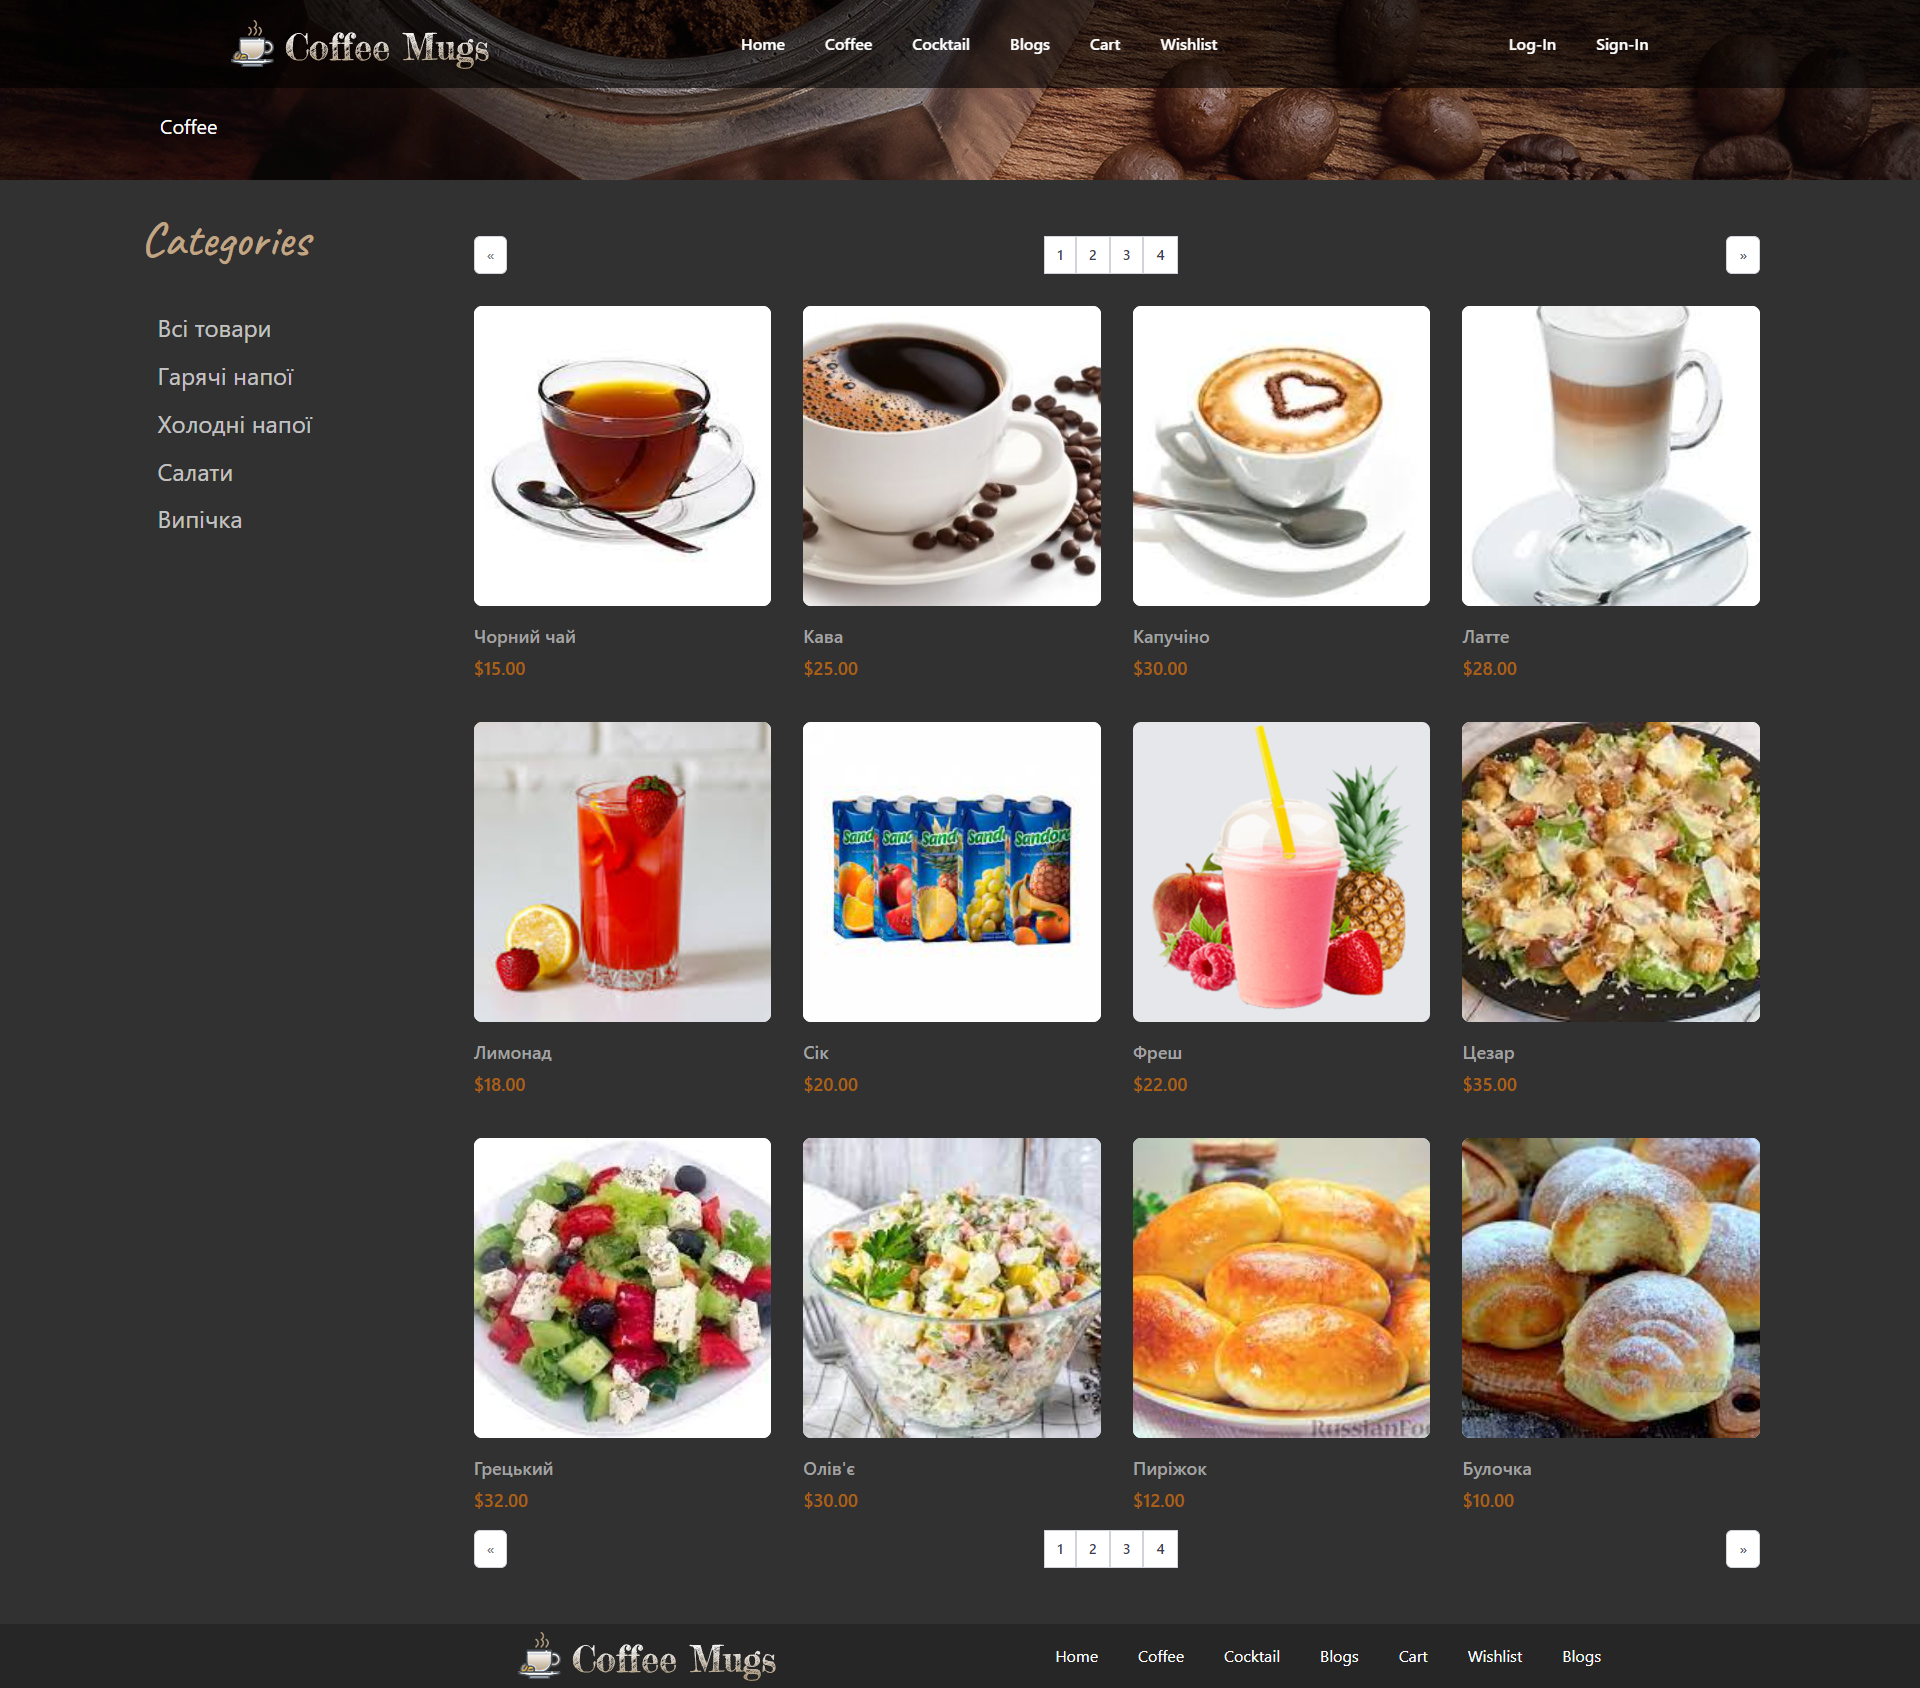 Coffee Mugs
Home Coffee Cocktail Blogs Cart Wishlist
Log-In Sign-In
Coffee
Categories
Всі товари
Гарячі напої
Холодні напої
Салати
Випічка
« 1 2 3 4 »
Чорний чай
$15.00
Кава
$25.00
Капучіно
$30.00
Латте
$28.00
Sandora
Лимонад
$18.00
Сік
$20.00
Фреш
$22.00
Цезар
$35.00
Грецький
$32.00
Олів'є
$30.00
Пиріжок
$12.00
Булочка
$10.00
« 1 2 3 4 »
Coffee Mugs
Home Coffee Cocktail Blogs Cart Wishlist Blogs